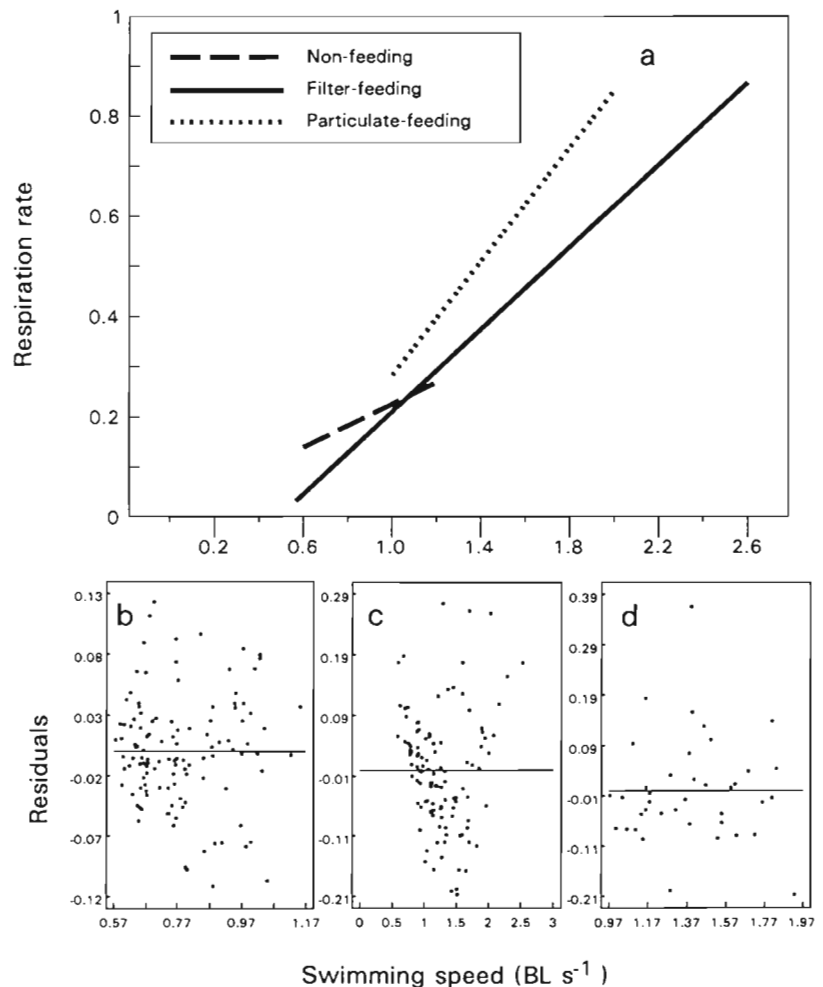 1
Non-feeding
a
Filter-feeding
Particulate-feeding
0.8
0.6
0.4
0.2
0
Respiration rate
0.2 0.6 1.0 1.4 1.8 2.2 2.6
b
0.13
0.08
0.03
-0.02
-0.07
-0.12
0.57 0.77 0.97 1.17
c
0.29
0.19
0.09
-0.01
-0.11
-0.21
0 0.5 1 1.5 2 2.5 3
d
0.39
0.29
0.19
0.09
-0.01
-0.11
-0.21
0.97 1.17 1.37 1.57 1.77 1.97
Residuals
Swimming speed (BL s⁻¹)